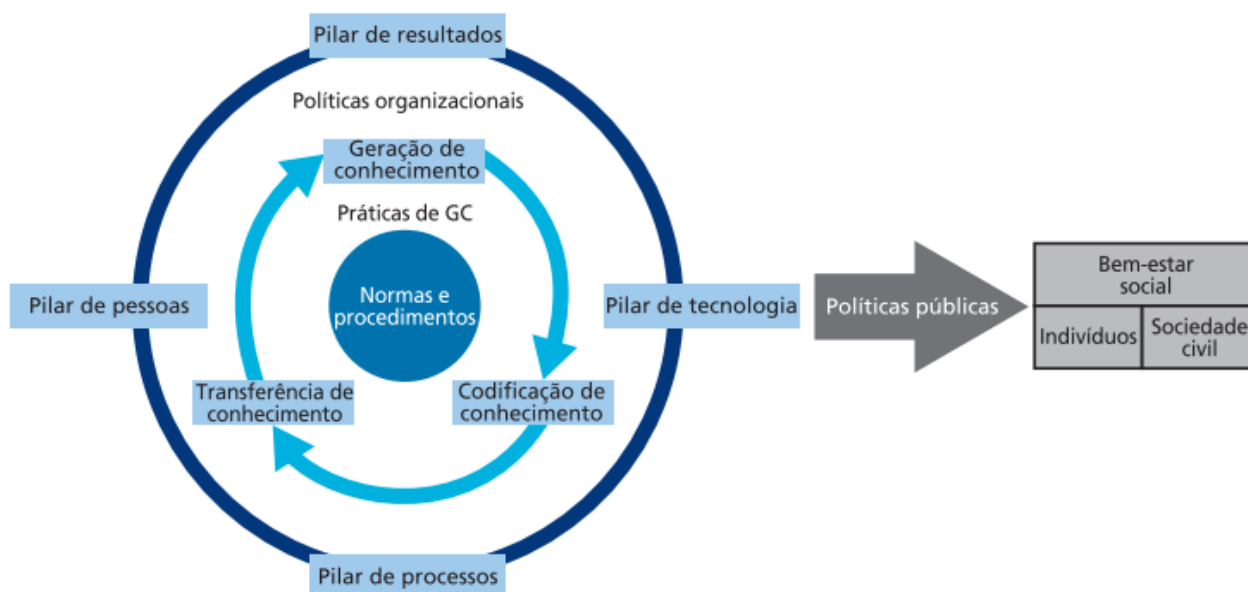 Pilar de resultados
Políticas organizacionais
Geração de
conhecimento
Práticas de GC
Normas e
procedimentos
Pilar de pessoas
Pilar de tecnologia
Transferência de
conhecimento
Codificação de
conhecimento
Pilar de processos
Políticas públicas
Bem-estar
social
Indivíduos
Sociedade
civil